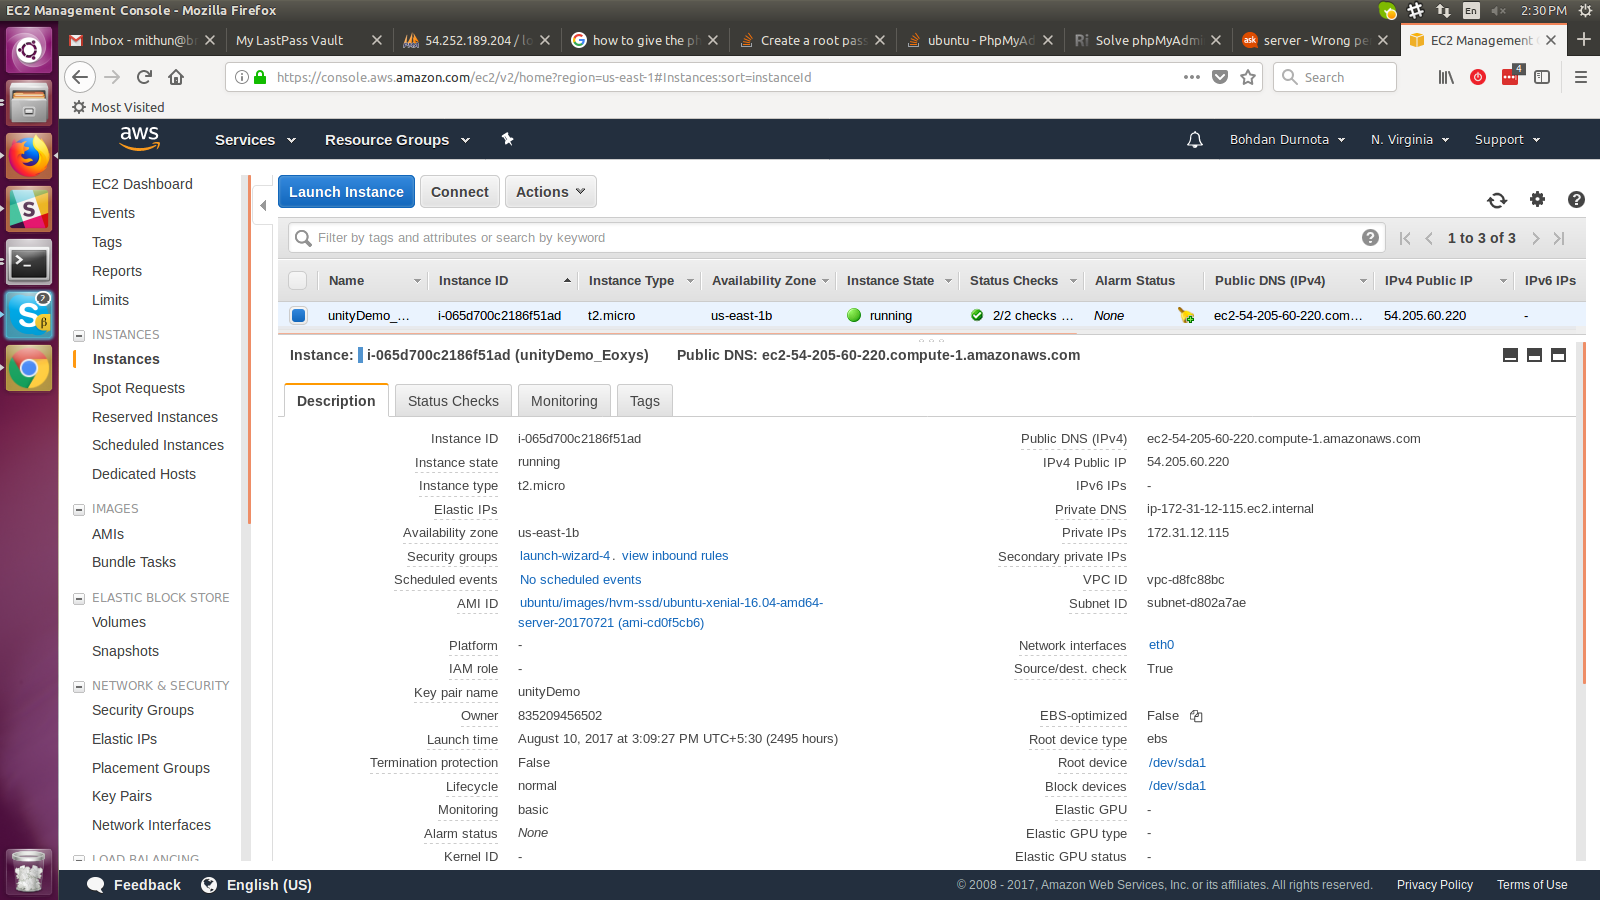 EC2 Management Console - Mozilla Firefox
En
2:30 PM
Inbox - mithun@b
My LastPass Vault
54.252.189.204 / lo
how to give the p
Create a root pas
ubuntu - PhpMyAd
Solve phpMyAdmi
server - Wrong pe
EC2 Management
https://console.aws.amazon.com/ec2/v2/home?region=us-east-1#Instances:sort=instanceId
Search
4
Most Visited
aws
Services
Resource Groups
Bohdan Durnota
N. Virginia
Support
EC2 Dashboard
Events
Tags
Reports
Limits
INSTANCES
Instances
Spot Requests
Reserved Instances
Scheduled Instances
Dedicated Hosts
IMAGES
AMIs
Bundle Tasks
ELASTIC BLOCK STORE
Volumes
Snapshots
NETWORK & SECURITY
Security Groups
Elastic IPs
Placement Groups
Key Pairs
Network Interfaces
LOAD BALANCING
Launch Instance
Connect
Actions
Filter by tags and attributes or search by keyword
1 to 3 of 3
Name Instance ID Instance Type Availability Zone Instance State Status Checks Alarm Status Public DNS (IPv4) IPv4 Public IP IPv6 IPs
unityDemo_... i-065d700c2186f51ad t2.micro us-east-1b running 2/2 checks ... None ec2-54-205-60-220.com... 54.205.60.220 -
Instance: i-065d700c2186f51ad (unityDemo_Eoxys) Public DNS: ec2-54-205-60-220.compute-1.amazonaws.com
Description
Status Checks
Monitoring
Tags
Instance ID i-065d700c2186f51ad
Instance state running
Instance type t2.micro
Elastic IPs
Availability zone us-east-1b
Security groups launch-wizard-4. view inbound rules
Scheduled events No scheduled events
AMI ID ubuntu/images/hvm-ssd/ubuntu-xenial-16.04-amd64-
server-20170721 (ami-cd0f5cb6)
Platform -
IAM role -
Key pair name unityDemo
Owner 835209456502
Launch time August 10, 2017 at 3:09:27 PM UTC+5:30 (2495 hours)
Termination protection False
Lifecycle normal
Monitoring basic
Alarm status None
Kernel ID -
Public DNS (IPv4) ec2-54-205-60-220.compute-1.amazonaws.com
IPv4 Public IP 54.205.60.220
IPv6 IPs -
Private DNS ip-172-31-12-115.ec2.internal
Private IPs 172.31.12.115
Secondary private IPs
VPC ID vpc-d8fc88bc
Subnet ID subnet-d802a7ae
Network interfaces eth0
Source/dest. check True
EBS-optimized False
Root device type ebs
Root device /dev/sda1
Block devices /dev/sda1
Elastic GPU -
Elastic GPU type -
Elastic GPU status -
Feedback
English (US)
© 2008 - 2017, Amazon Web Services, Inc. or its affiliates. All rights reserved.
Privacy Policy
Terms of Use